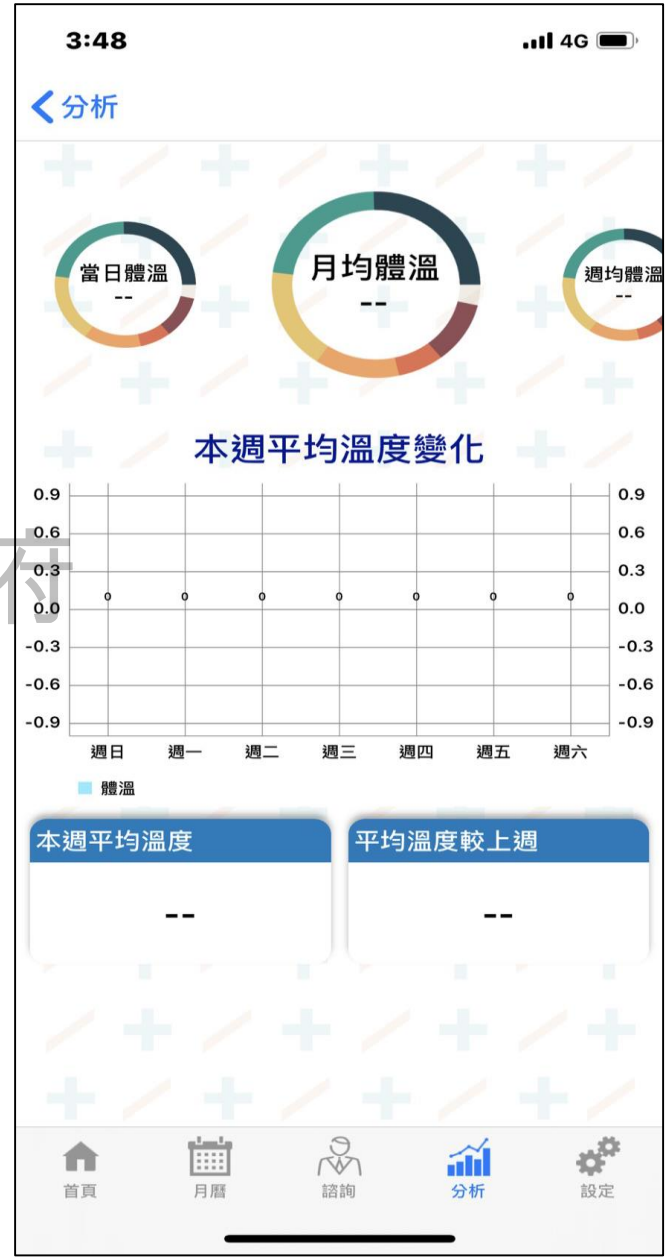 3:48 4G
分析
當日體溫 月均體溫 週均體溫
-- -- --
本週平均溫度變化
0.9 0.9
0.6 0.6
府
0.3 0.3
0 0 0 0 0 0 0
0.0 0.0
-0.3 -0.3
-0.6 -0.6
-0.9 -0.9
週日 週一 週二 週三 週四 週五 週六
體溫
本週平均溫度 平均溫度較上週
-- --
首頁 月曆 諮詢 分析 設定